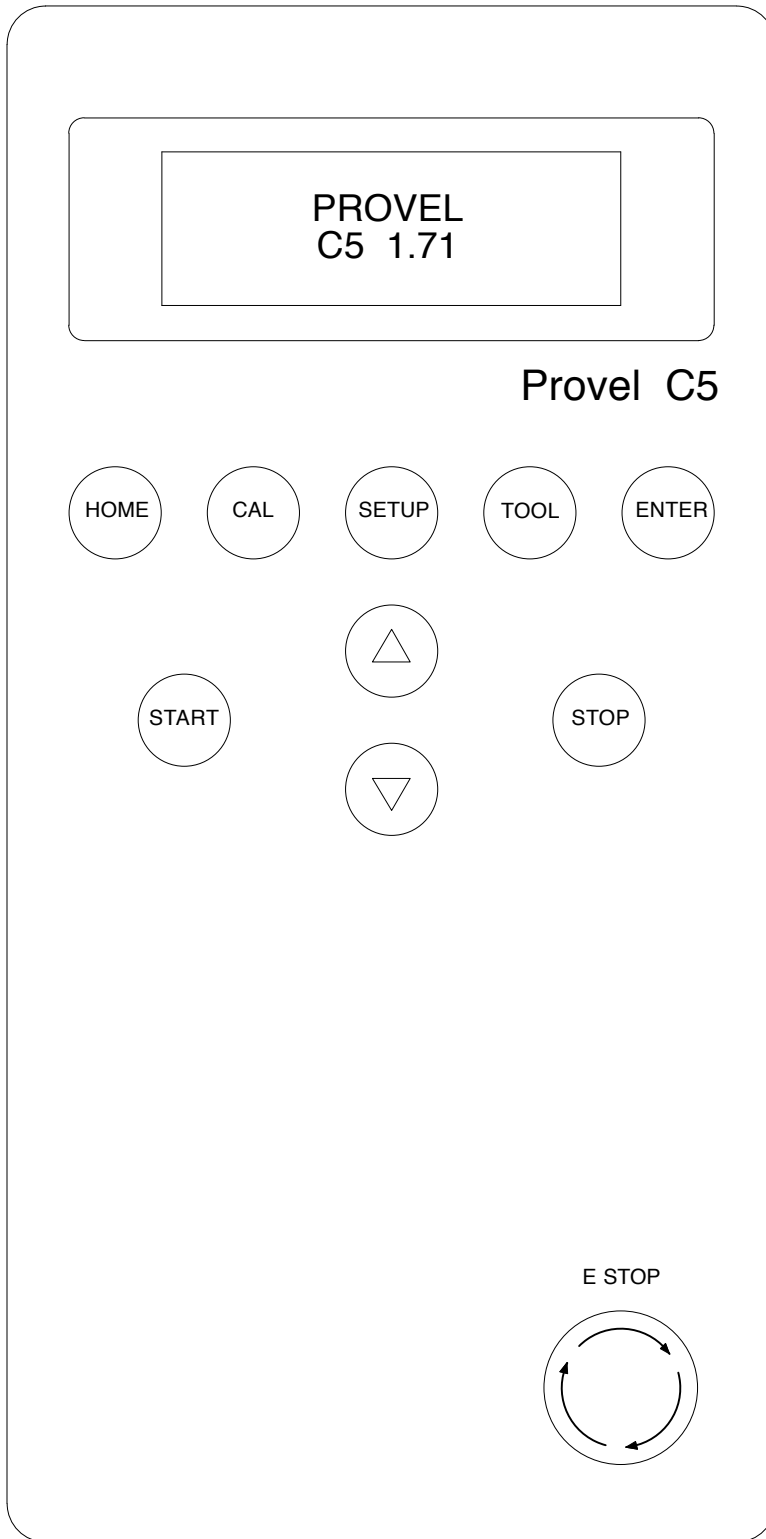 PROVEL
C5 1.71
Provel C5
HOME CAL SETUP TOOL ENTER
START STOP
E STOP